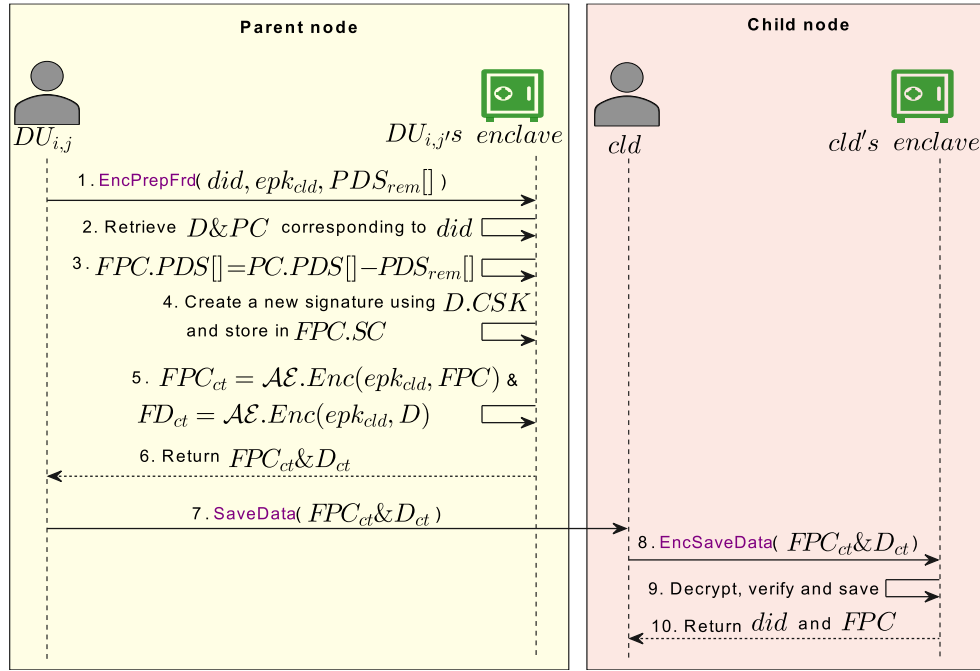 Parent node
Child node
DU_{i,j}
DU_{i,j}'s enclave
cld
cld's enclave
1. EncPrepFrd( did, epk_{cld}, PDS_{rem}[] )
2. Retrieve D&PC corresponding to did
3. FPC.PDS[]=PC.PDS[]−PDS_{rem}[]
4. Create a new signature using D.CSK
and store in FPC.SC
5. FPC_{ct} = 𝒜ℰ.Enc(epk_{cld}, FPC) &
FD_{ct} = 𝒜ℰ.Enc(epk_{cld}, D)
6. Return FPC_{ct}&D_{ct}
7. SaveData( FPC_{ct}&D_{ct} )
8. EncSaveData( FPC_{ct}&D_{ct} )
9. Decrypt, verify and save
10. Return did and FPC